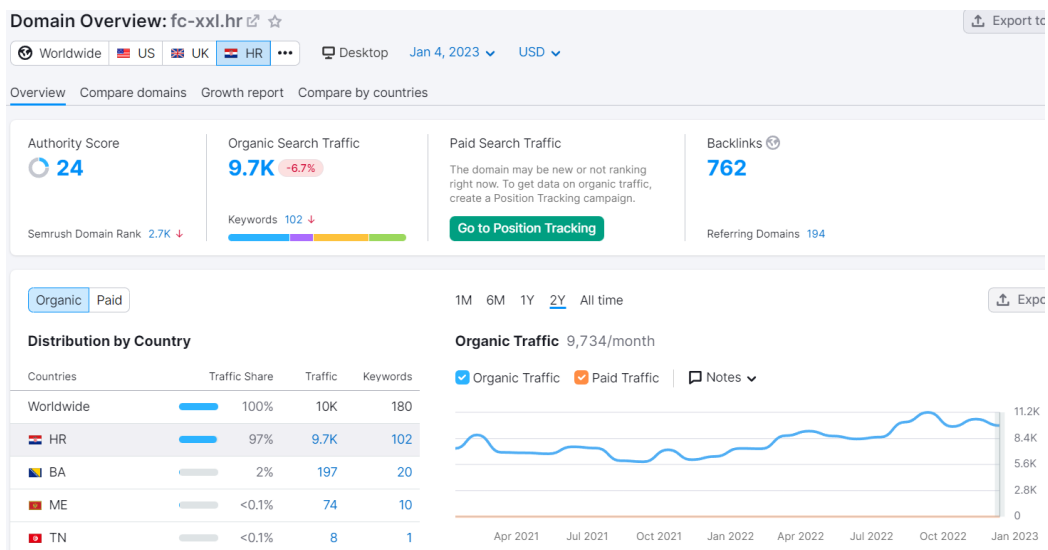 Domain Overview: fc-xxl.hr
Export to
Worldwide US UK HR ••• Desktop Jan 4, 2023 USD
Overview Compare domains Growth report Compare by countries
Authority Score
24
Semrush Domain Rank 2.7K ↓
Organic Search Traffic
9.7K -6.7%
Keywords 102 ↓
Paid Search Traffic
The domain may be new or not ranking
right now. To get data on organic traffic,
create a Position Tracking campaign.
Go to Position Tracking
Backlinks
762
Referring Domains 194
Organic Paid
Distribution by Country
Countries Traffic Share Traffic Keywords
Worldwide 100% 10K 180
HR 97% 9.7K 102
BA 2% 197 20
ME <0.1% 74 10
TN <0.1% 8 1
1M 6M 1Y 2Y All time
Expo
Organic Traffic 9,734/month
Organic Traffic Paid Traffic Notes
11.2K
8.4K
5.6K
2.8K
0
Apr 2021 Jul 2021 Oct 2021 Jan 2022 Apr 2022 Jul 2022 Oct 2022 Jan 2023